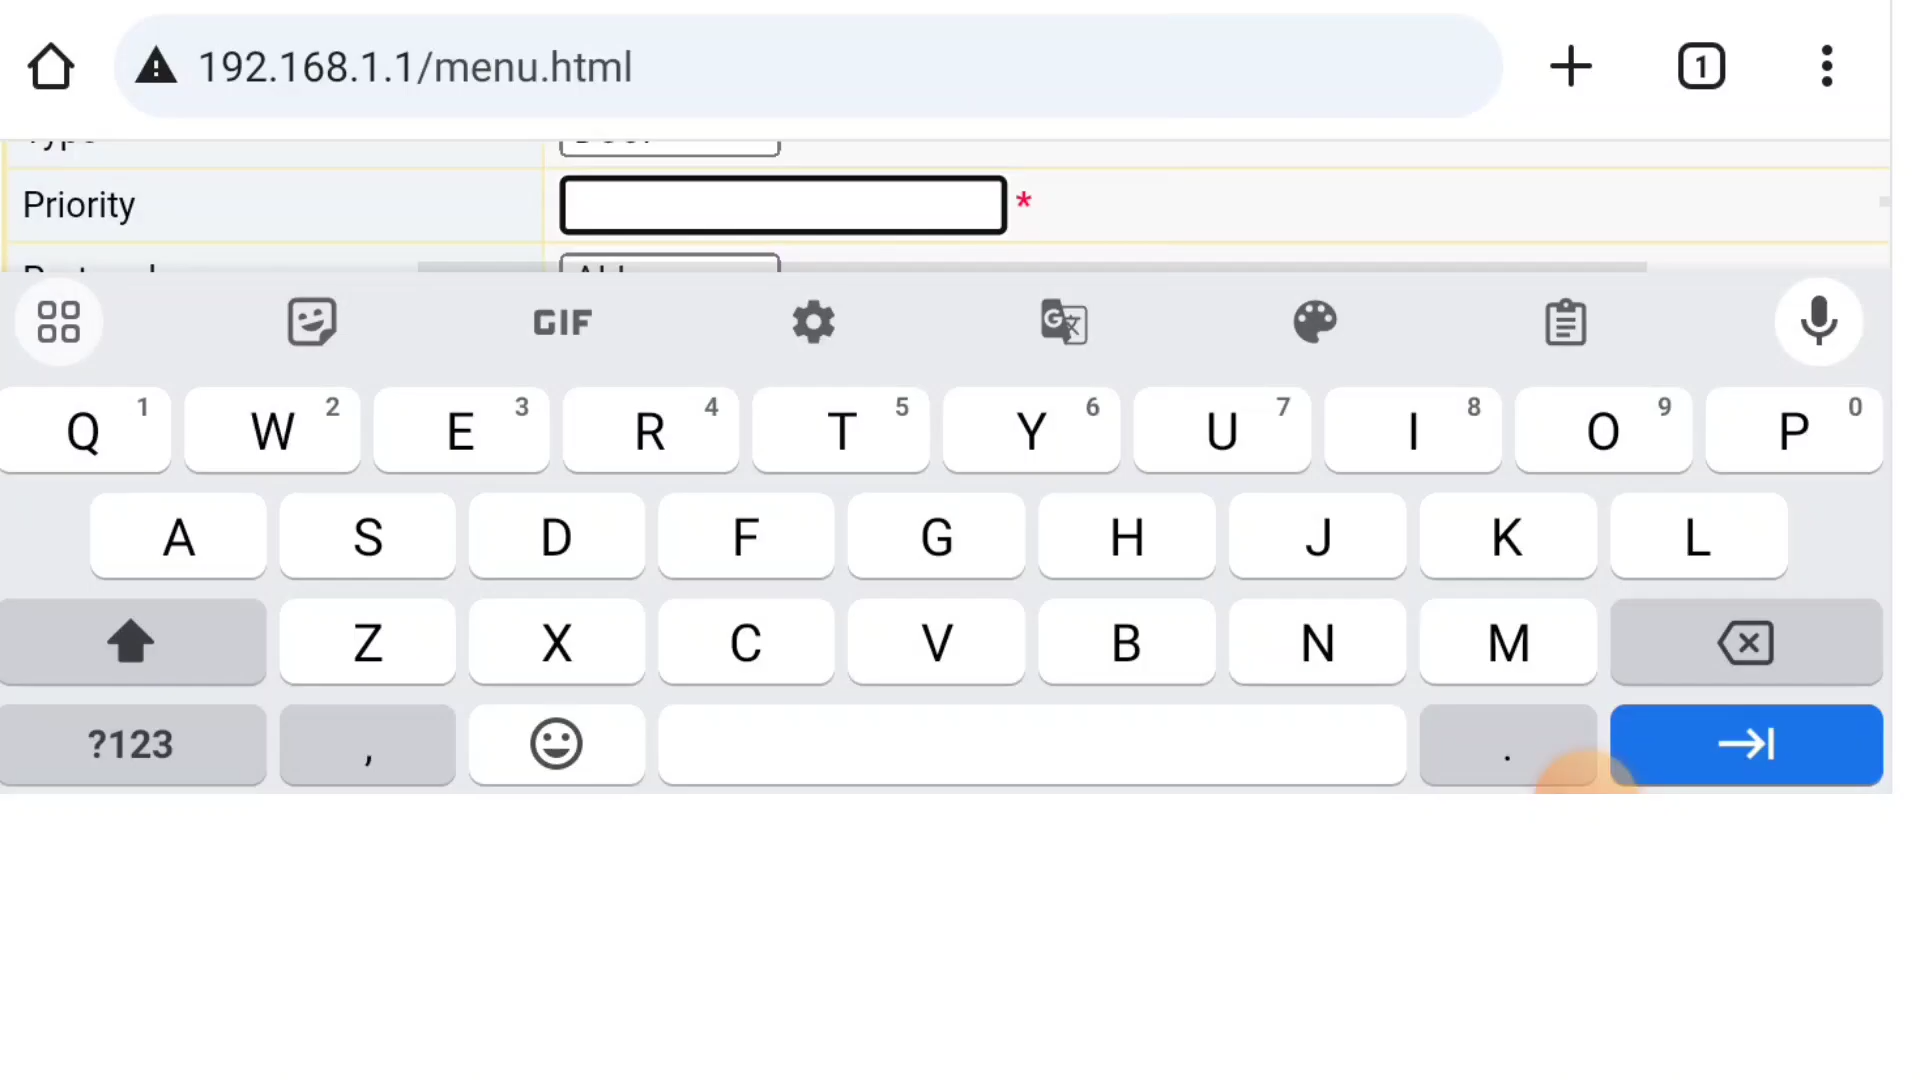 192.168.1.1/menu.html
1
Type
Priority
*
GIF
G
Q 1 W 2 E 3 R 4 T 5 Y 6 U 7 I 8 O 9 P 0
A S D F G H J K L
Z X C V B N M
?123 , .